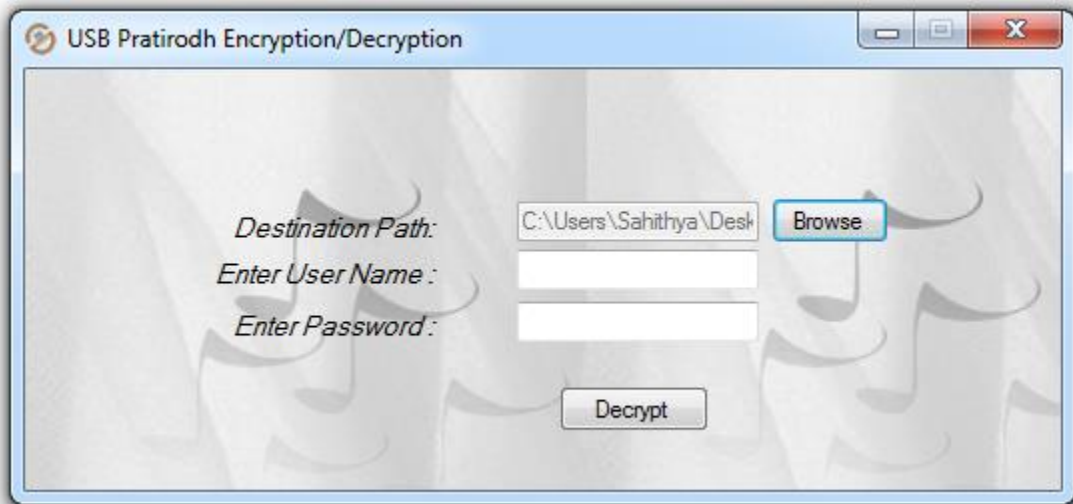 USB Pratirodh Encryption/Decryption
Destination Path: C:\Users\Sahithya\Desk Browse
Enter User Name :
Enter Password :
Decrypt